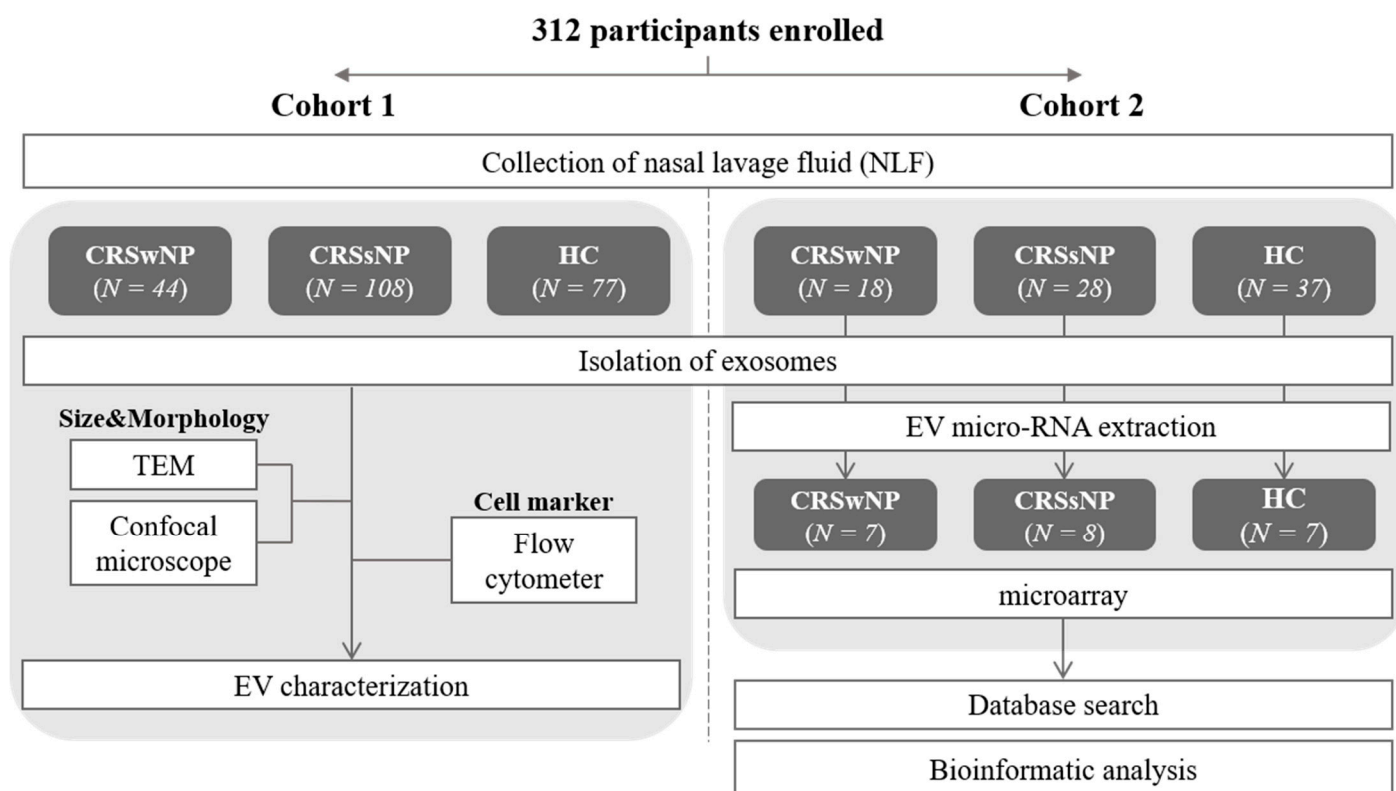 312 participants enrolled
Cohort 1
Cohort 2
Collection of nasal lavage fluid (NLF)
CRSwNP
(N = 44)
CRSsNP
(N = 108)
HC
(N = 77)
CRSwNP
(N = 18)
CRSsNP
(N = 28)
HC
(N = 37)
Isolation of exosomes
Size&Morphology
TEM
Confocal
microscope
Cell marker
Flow
cytometer
EV characterization
EV micro-RNA extraction
CRSwNP
(N = 7)
CRSsNP
(N = 8)
HC
(N = 7)
microarray
Database search
Bioinformatic analysis